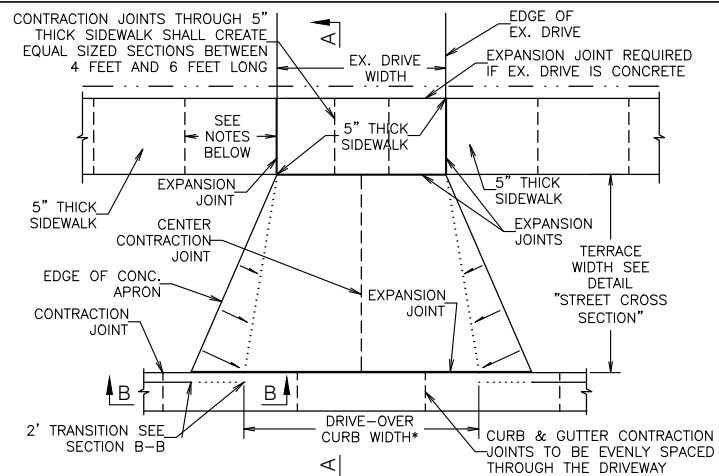 CONTRACTION JOINTS THROUGH 5"
THICK SIDEWALK SHALL CREATE
EQUAL SIZED SECTIONS BETWEEN
4 FEET AND 6 FEET LONG
A
EDGE OF
EX. DRIVE
EX. DRIVE
WIDTH
EXPANSION JOINT REQUIRED
IF EX. DRIVE IS CONCRETE
SEE
NOTES
BELOW
5" THICK
SIDEWALK
EXPANSION
JOINT
5" THICK
SIDEWALK
5" THICK
SIDEWALK
CENTER
CONTRACTION
JOINT
EXPANSION
JOINTS
TERRACE
WIDTH SEE
DETAIL
"STREET CROSS
SECTION"
EDGE OF CONC.
APRON
EXPANSION
JOINT
CONTRACTION
JOINT
B
B
2' TRANSITION SEE
SECTION B-B
DRIVE-OVER
CURB WIDTH*
CURB & GUTTER CONTRACTION
JOINTS TO BE EVENLY SPACED
THROUGH THE DRIVEWAY
A